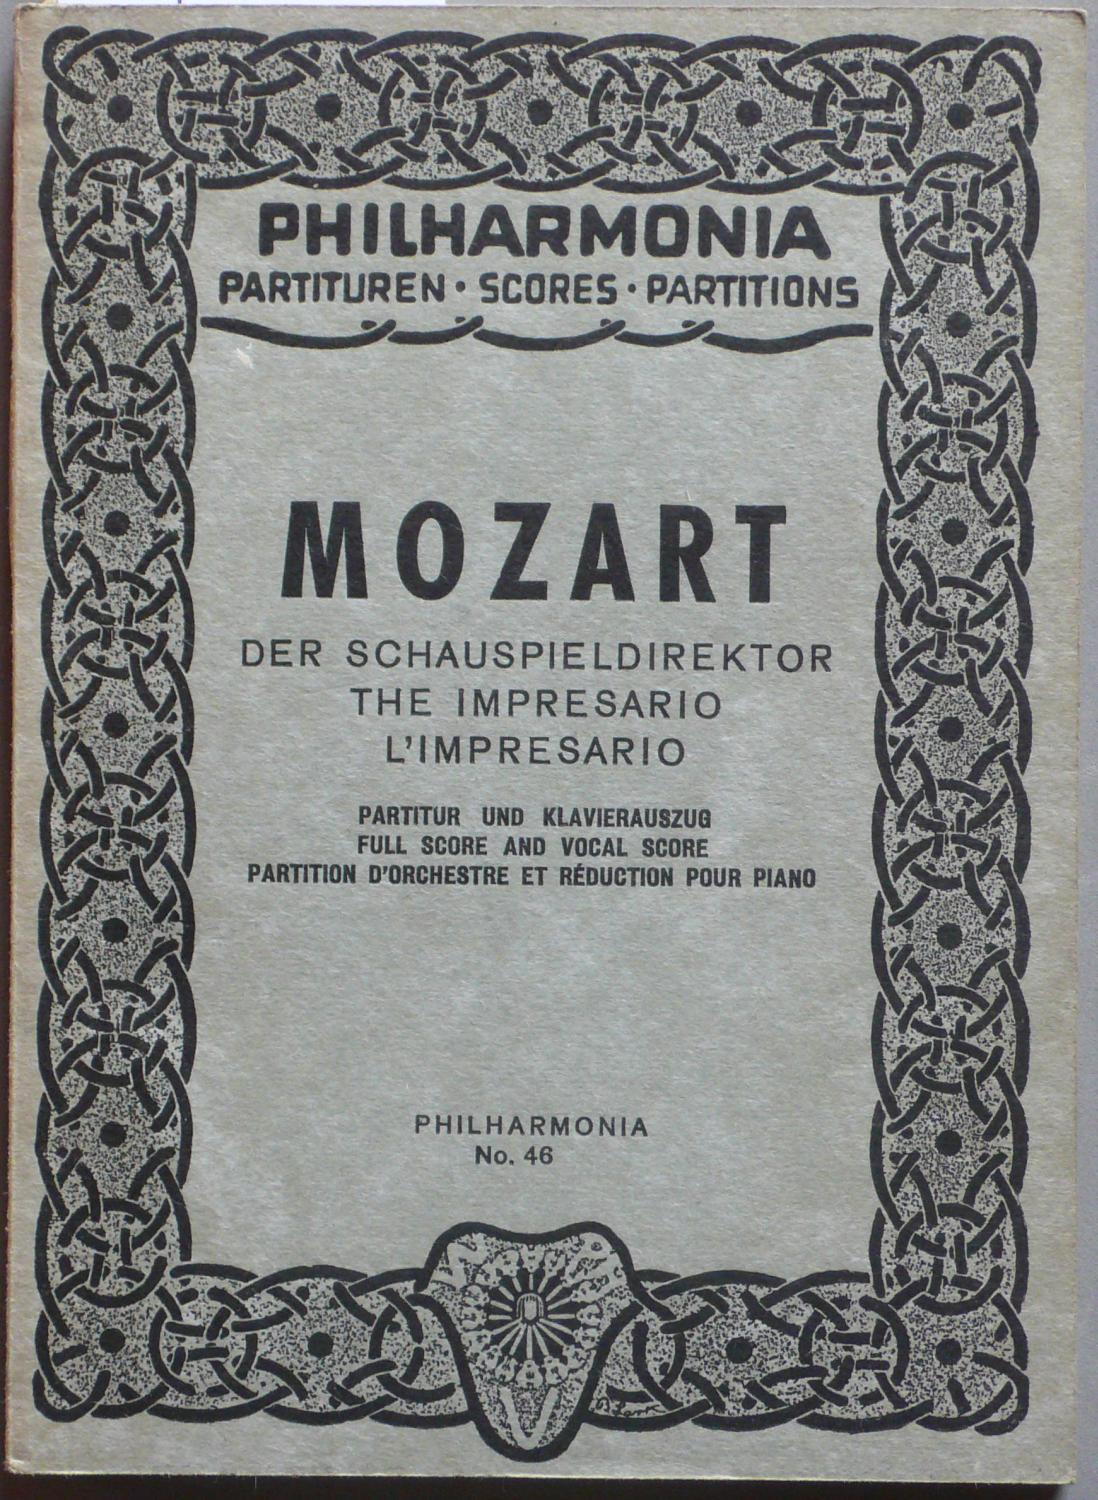 PHILHARMONIA
PARTITUREN · SCORES · PARTITIONS
MOZART
DER SCHAUSPIELDIREKTOR
THE IMPRESARIO
L'IMPRESARIO
PARTITUR UND KLAVIERAUSZUG
FULL SCORE AND VOCAL SCORE
PARTITION D'ORCHESTRE ET RÉDUCTION POUR PIANO
PHILHARMONIA
No. 46